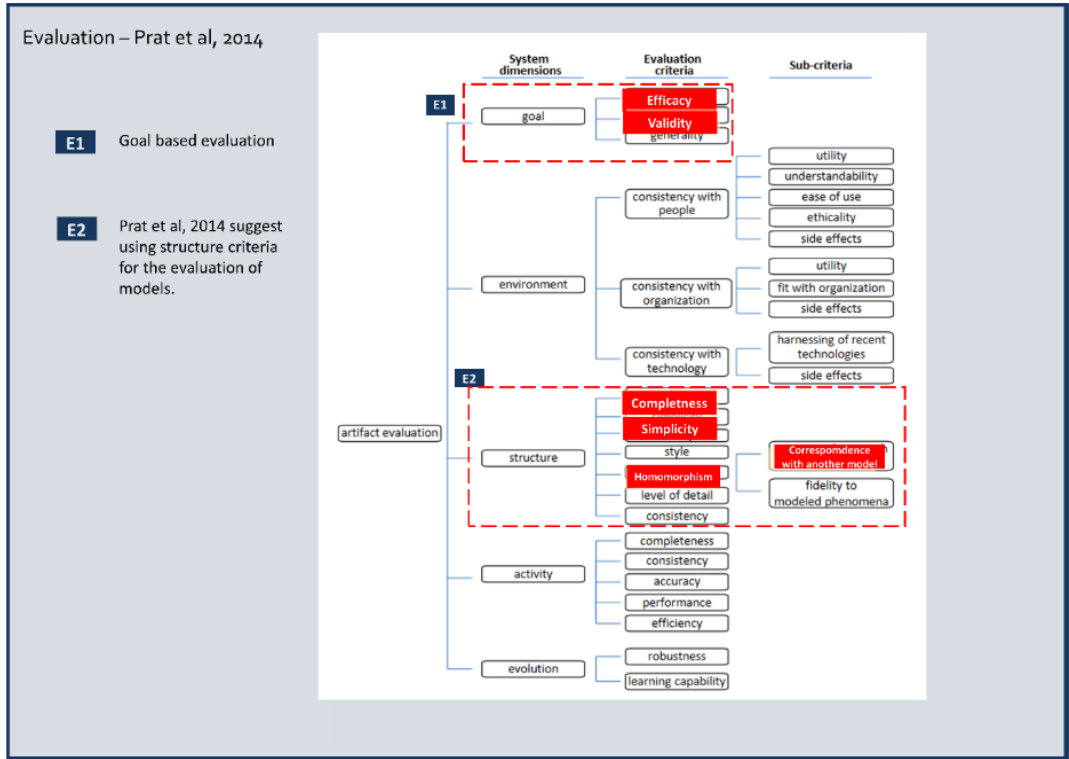 Evaluation – Prat et al, 2014
E1
Goal based evaluation
E2
Prat et al, 2014 suggest
using structure criteria
for the evaluation of
models.
System
dimensions
Evaluation
criteria
Sub-criteria
E1
goal
Efficacy
Validity
generality
environment
consistency with
people
utility
understandability
ease of use
ethicality
side effects
consistency with
organization
utility
fit with organization
side effects
consistency with
technology
harnessing of recent
technologies
side effects
E2
artifact evaluation
structure
Completness
Simplicity
style
Homomorphism
level of detail
consistency
Correspomdence
with another model
fidelity to
modeled phenomena
activity
completeness
consistency
accuracy
performance
efficiency
evolution
robustness
learning capability